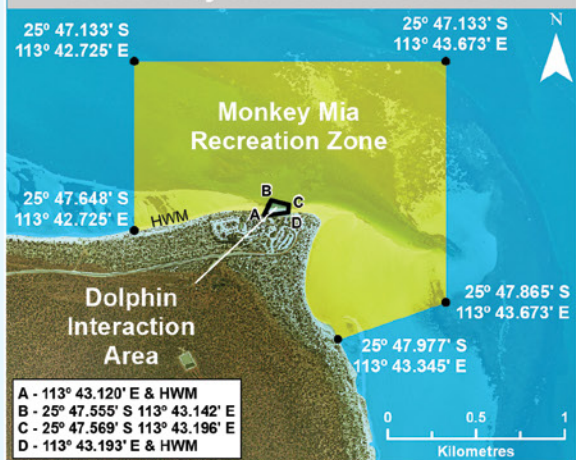 25º 47.133' S
113º 42.725' E
25º 47.133' S
113º 43.673' E
N
Monkey Mia
Recreation Zone
25º 47.648' S
113º 42.725' E
HWM
B
C
A
D
Dolphin
Interaction
Area
25º 47.865' S
113º 43.673' E
25º 47.977' S
113º 43.345' E
A - 113º 43.120' E & HWM
B - 25º 47.555' S 113º 43.142' E
C - 25º 47.569' S 113º 43.196' E
D - 113º 43.193' E & HWM
0 0.5 1
Kilometres